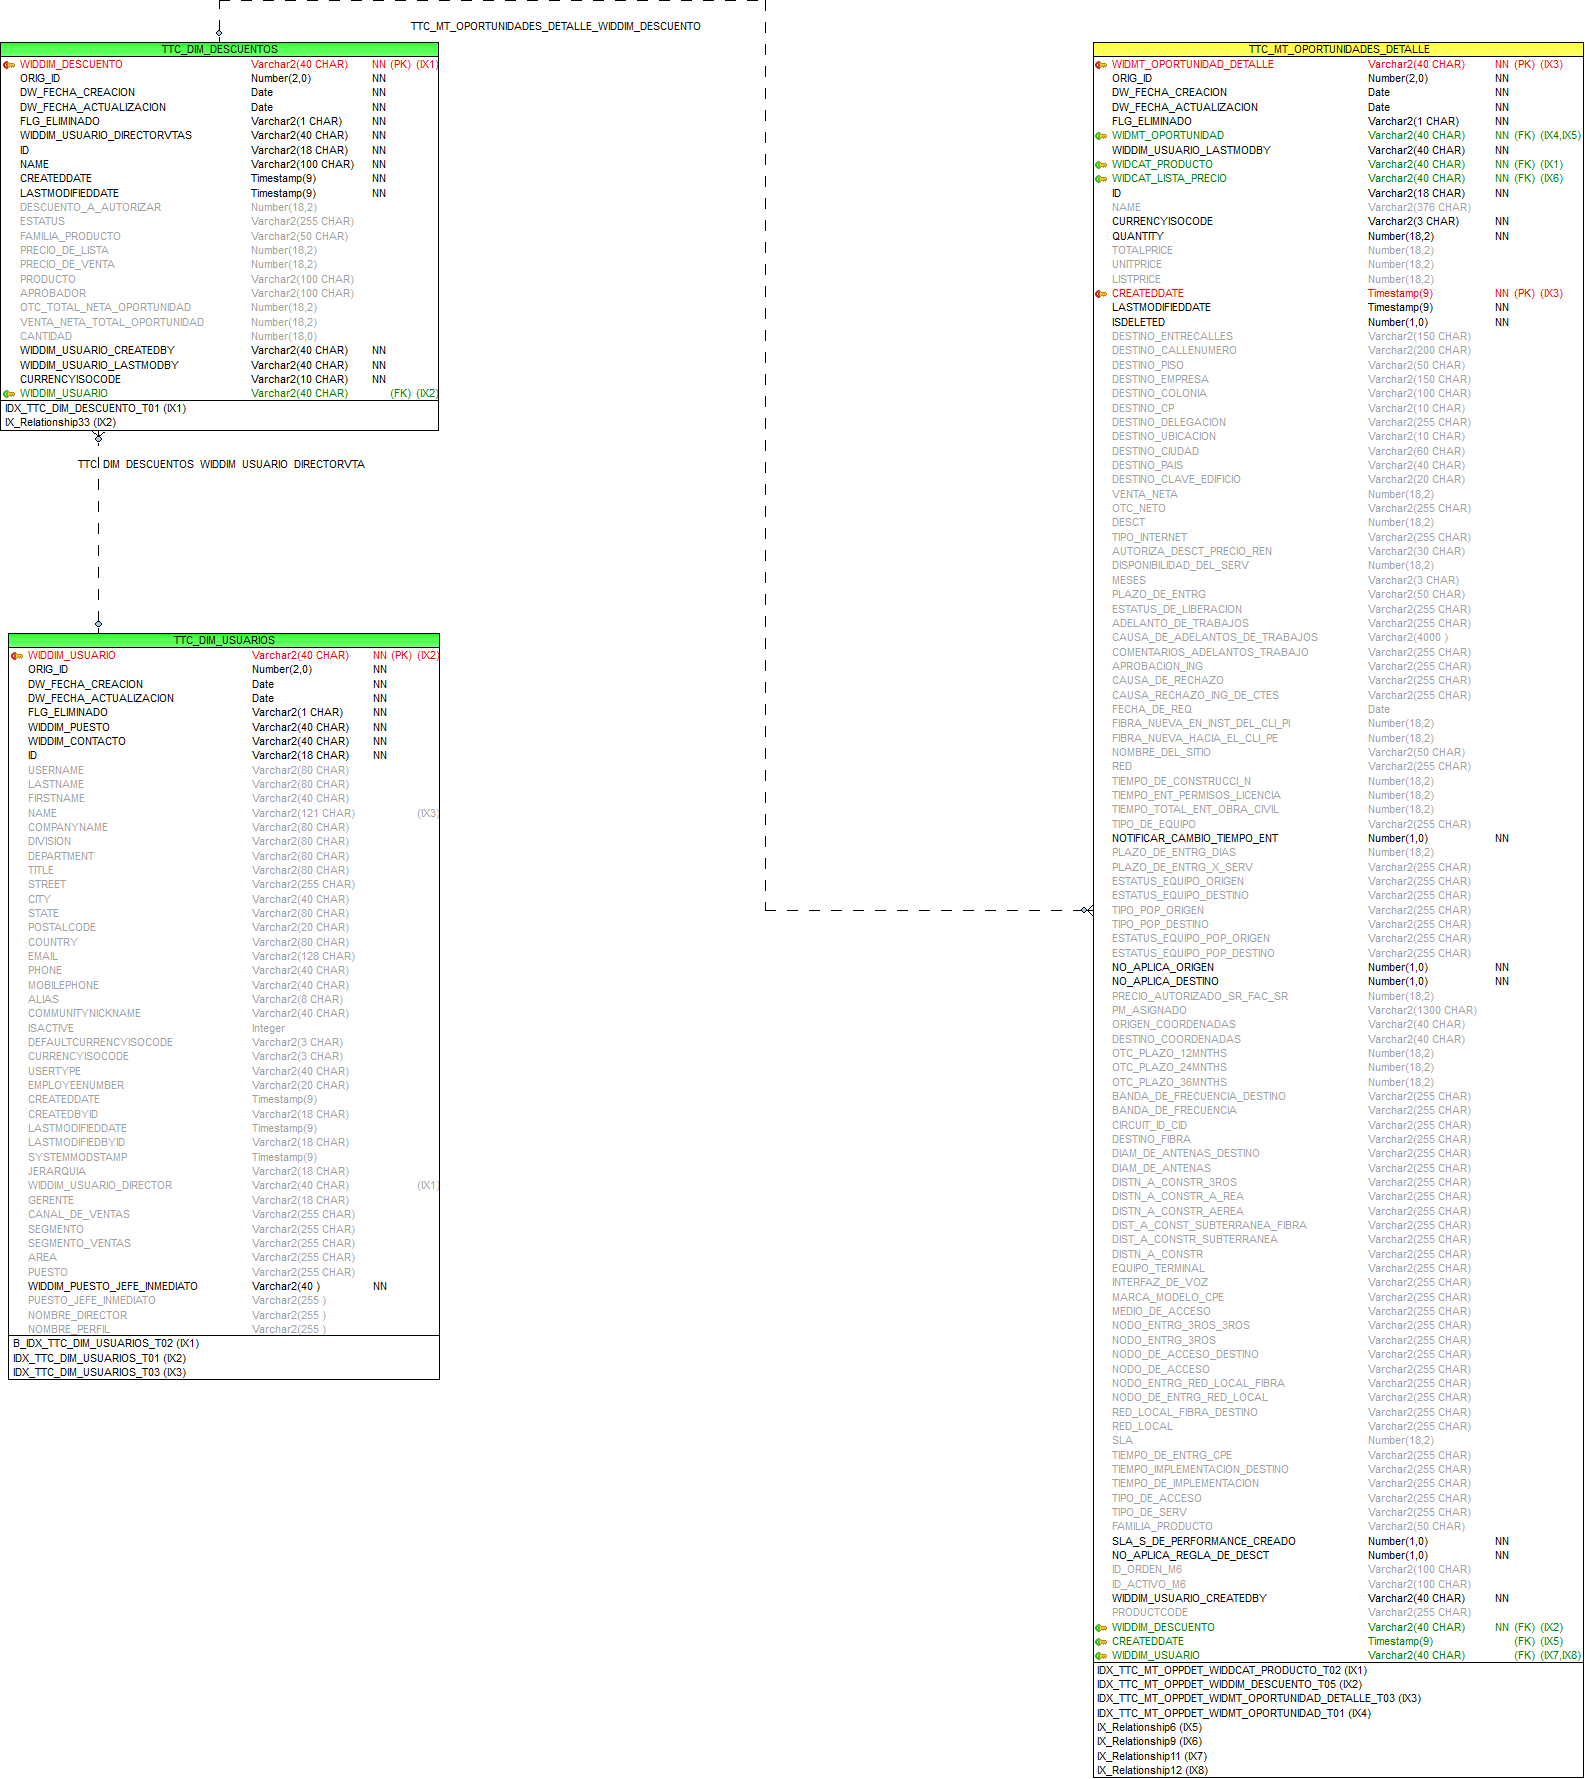 TTC_MT_OPORTUNIDADES_DETALLE_WIDDIM_DESCUENTO
TTC_DIM_DESCUENTOS
WIDDIM_DESCUENTO Varchar2(40 CHAR) NN (PK) (IX1)
ORIG_ID Number(2,0) NN
DW_FECHA_CREACION Date NN
DW_FECHA_ACTUALIZACION Date NN
FLG_ELIMINADO Varchar2(1 CHAR) NN
WIDDIM_USUARIO_DIRECTORVTAS Varchar2(40 CHAR) NN
ID Varchar2(18 CHAR) NN
NAME Varchar2(100 CHAR) NN
CREATEDDATE Timestamp(9) NN
LASTMODIFIEDDATE Timestamp(9) NN
DESCUENTO_A_AUTORIZAR Number(18,2)
ESTATUS Varchar2(255 CHAR)
FAMILIA_PRODUCTO Varchar2(50 CHAR)
PRECIO_DE_LISTA Number(18,2)
PRECIO_DE_VENTA Number(18,2)
PRODUCTO Varchar2(100 CHAR)
APROBADOR Varchar2(100 CHAR)
OTC_TOTAL_NETA_OPORTUNIDAD Number(18,2)
VENTA_NETA_TOTAL_OPORTUNIDAD Number(18,2)
CANTIDAD Number(18,0)
WIDDIM_USUARIO_CREATEDBY Varchar2(40 CHAR) NN
WIDDIM_USUARIO_LASTMODBY Varchar2(40 CHAR) NN
CURRENCYISOCODE Varchar2(10 CHAR) NN
WIDDIM_USUARIO Varchar2(40 CHAR) (FK) (IX2)
IDX_TTC_DIM_DESCUENTO_T01 (IX1)
IX_Relationship33 (IX2)
TTC_DIM_DESCUENTOS_WIDDIM_USUARIO_DIRECTORVTA
TTC_DIM_USUARIOS
WIDDIM_USUARIO Varchar2(40 CHAR) NN (PK) (IX2)
ORIG_ID Number(2,0) NN
DW_FECHA_CREACION Date NN
DW_FECHA_ACTUALIZACION Date NN
FLG_ELIMINADO Varchar2(1 CHAR) NN
WIDDIM_PUESTO Varchar2(40 CHAR) NN
WIDDIM_CONTACTO Varchar2(40 CHAR) NN
ID Varchar2(18 CHAR) NN
USERNAME Varchar2(80 CHAR)
LASTNAME Varchar2(80 CHAR)
FIRSTNAME Varchar2(40 CHAR)
NAME Varchar2(121 CHAR) (IX3)
COMPANYNAME Varchar2(80 CHAR)
DIVISION Varchar2(80 CHAR)
DEPARTMENT Varchar2(80 CHAR)
TITLE Varchar2(80 CHAR)
STREET Varchar2(255 CHAR)
CITY Varchar2(40 CHAR)
STATE Varchar2(80 CHAR)
POSTALCODE Varchar2(20 CHAR)
COUNTRY Varchar2(80 CHAR)
EMAIL Varchar2(128 CHAR)
PHONE Varchar2(40 CHAR)
MOBILEPHONE Varchar2(40 CHAR)
ALIAS Varchar2(8 CHAR)
COMMUNITYNICKNAME Varchar2(40 CHAR)
ISACTIVE Integer
DEFAULTCURRENCYISOCODE Varchar2(3 CHAR)
CURRENCYISOCODE Varchar2(3 CHAR)
USERTYPE Varchar2(40 CHAR)
EMPLOYEENUMBER Varchar2(20 CHAR)
CREATEDDATE Timestamp(9)
CREATEDBYID Varchar2(18 CHAR)
LASTMODIFIEDDATE Timestamp(9)
LASTMODIFIEDBYID Varchar2(18 CHAR)
SYSTEMMODSTAMP Timestamp(9)
JERARQUIA Varchar2(18 CHAR)
WIDDIM_USUARIO_DIRECTOR Varchar2(40 CHAR) (IX1)
GERENTE Varchar2(18 CHAR)
CANAL_DE_VENTAS Varchar2(255 CHAR)
SEGMENTO Varchar2(255 CHAR)
SEGMENTO_VENTAS Varchar2(255 CHAR)
AREA Varchar2(255 CHAR)
PUESTO Varchar2(255 CHAR)
WIDDIM_PUESTO_JEFE_INMEDIATO Varchar2(40 ) NN
PUESTO_JEFE_INMEDIATO Varchar2(255 )
NOMBRE_DIRECTOR Varchar2(255 )
NOMBRE_PERFIL Varchar2(255 )
B_IDX_TTC_DIM_USUARIOS_T02 (IX1)
IDX_TTC_DIM_USUARIOS_T01 (IX2)
IDX_TTC_DIM_USUARIOS_T03 (IX3)
TTC_MT_OPORTUNIDADES_DETALLE
WIDMT_OPORTUNIDAD_DETALLE Varchar2(40 CHAR) NN (PK) (IX3)
ORIG_ID Number(2,0) NN
DW_FECHA_CREACION Date NN
DW_FECHA_ACTUALIZACION Date NN
FLG_ELIMINADO Varchar2(1 CHAR) NN
WIDMT_OPORTUNIDAD Varchar2(40 CHAR) NN (FK) (IX4,IX5)
WIDDIM_USUARIO_LASTMODBY Varchar2(40 CHAR) NN
WIDCAT_PRODUCTO Varchar2(40 CHAR) NN (FK) (IX1)
WIDCAT_LISTA_PRECIO Varchar2(40 CHAR) NN (FK) (IX6)
ID Varchar2(18 CHAR) NN
NAME Varchar2(376 CHAR)
CURRENCYISOCODE Varchar2(3 CHAR) NN
QUANTITY Number(18,2) NN
TOTALPRICE Number(18,2)
UNITPRICE Number(18,2)
LISTPRICE Number(18,2)
CREATEDDATE Timestamp(9) NN (PK) (IX3)
LASTMODIFIEDDATE Timestamp(9) NN
ISDELETED Number(1,0) NN
DESTINO_ENTRECALLES Varchar2(150 CHAR)
DESTINO_CALLENUMERO Varchar2(200 CHAR)
DESTINO_PISO Varchar2(50 CHAR)
DESTINO_EMPRESA Varchar2(150 CHAR)
DESTINO_COLONIA Varchar2(100 CHAR)
DESTINO_CP Varchar2(10 CHAR)
DESTINO_DELEGACION Varchar2(255 CHAR)
DESTINO_UBICACION Varchar2(10 CHAR)
DESTINO_CIUDAD Varchar2(60 CHAR)
DESTINO_PAIS Varchar2(40 CHAR)
DESTINO_CLAVE_EDIFICIO Varchar2(20 CHAR)
VENTA_NETA Number(18,2)
OTC_NETO Varchar2(255 CHAR)
DESCT Number(18,2)
TIPO_INTERNET Varchar2(255 CHAR)
AUTORIZA_DESCT_PRECIO_REN Varchar2(30 CHAR)
DISPONIBILIDAD_DEL_SERV Number(18,2)
MESES Varchar2(3 CHAR)
PLAZO_DE_ENTRG Varchar2(50 CHAR)
ESTATUS_DE_LIBERACION Varchar2(255 CHAR)
ADELANTO_DE_TRABAJOS Varchar2(255 CHAR)
CAUSA_DE_ADELANTOS_DE_TRABAJOS Varchar2(4000 )
COMENTARIOS_ADELANTOS_TRABAJO Varchar2(255 CHAR)
APROBACION_ING Varchar2(255 CHAR)
CAUSA_DE_RECHAZO Varchar2(255 CHAR)
CAUSA_RECHAZO_ING_DE_CTES Varchar2(255 CHAR)
FECHA_DE_REQ Date
FIBRA_NUEVA_EN_INST_DEL_CLI_PI Number(18,2)
FIBRA_NUEVA_HACIA_EL_CLI_PE Number(18,2)
NOMBRE_DEL_SITIO Varchar2(50 CHAR)
RED Varchar2(255 CHAR)
TIEMPO_DE_CONSTRUCCI_N Number(18,2)
TIEMPO_ENT_PERMISOS_LICENCIA Number(18,2)
TIEMPO_TOTAL_ENT_OBRA_CIVIL Number(18,2)
TIPO_DE_EQUIPO Varchar2(255 CHAR)
NOTIFICAR_CAMBIO_TIEMPO_ENT Number(1,0) NN
PLAZO_DE_ENTRG_DIAS Number(18,2)
PLAZO_DE_ENTRG_X_SERV Varchar2(255 CHAR)
ESTATUS_EQUIPO_ORIGEN Varchar2(255 CHAR)
ESTATUS_EQUIPO_DESTINO Varchar2(255 CHAR)
TIPO_POP_ORIGEN Varchar2(255 CHAR)
TIPO_POP_DESTINO Varchar2(255 CHAR)
ESTATUS_EQUIPO_POP_ORIGEN Varchar2(255 CHAR)
ESTATUS_EQUIPO_POP_DESTINO Varchar2(255 CHAR)
NO_APLICA_ORIGEN Number(1,0) NN
NO_APLICA_DESTINO Number(1,0) NN
PRECIO_AUTORIZADO_SR_FAC_SR Number(18,2)
PM_ASIGNADO Varchar2(1300 CHAR)
ORIGEN_COORDENADAS Varchar2(40 CHAR)
DESTINO_COORDENADAS Varchar2(40 CHAR)
OTC_PLAZO_12MNTHS Number(18,2)
OTC_PLAZO_24MNTHS Number(18,2)
OTC_PLAZO_36MNTHS Number(18,2)
BANDA_DE_FRECUENCIA_DESTINO Varchar2(255 CHAR)
BANDA_DE_FRECUENCIA Varchar2(255 CHAR)
CIRCUIT_ID_CID Varchar2(255 CHAR)
DESTINO_FIBRA Varchar2(255 CHAR)
DIAM_DE_ANTENAS_DESTINO Varchar2(255 CHAR)
DIAM_DE_ANTENAS Varchar2(255 CHAR)
DISTN_A_CONSTR_3ROS Varchar2(255 CHAR)
DISTN_A_CONSTR_A_REA Varchar2(255 CHAR)
DISTN_A_CONSTR_AEREA Varchar2(255 CHAR)
DIST_A_CONST_SUBTERRANEA_FIBRA Varchar2(255 CHAR)
DIST_A_CONSTR_SUBTERRANEA Varchar2(255 CHAR)
DISTN_A_CONSTR Varchar2(255 CHAR)
EQUIPO_TERMINAL Varchar2(255 CHAR)
INTERFAZ_DE_VOZ Varchar2(255 CHAR)
MARCA_MODELO_CPE Varchar2(255 CHAR)
MEDIO_DE_ACCESO Varchar2(255 CHAR)
NODO_ENTRG_3ROS_3ROS Varchar2(255 CHAR)
NODO_ENTRG_3ROS Varchar2(255 CHAR)
NODO_DE_ACCESO_DESTINO Varchar2(255 CHAR)
NODO_DE_ACCESO Varchar2(255 CHAR)
NODO_ENTRG_RED_LOCAL_FIBRA Varchar2(255 CHAR)
NODO_DE_ENTRG_RED_LOCAL Varchar2(255 CHAR)
RED_LOCAL_FIBRA_DESTINO Varchar2(255 CHAR)
RED_LOCAL Varchar2(255 CHAR)
SLA Number(18,2)
TIEMPO_DE_ENTRG_CPE Varchar2(255 CHAR)
TIEMPO_IMPLEMENTACION_DESTINO Varchar2(255 CHAR)
TIEMPO_DE_IMPLEMENTACION Varchar2(255 CHAR)
TIPO_DE_ACCESO Varchar2(255 CHAR)
TIPO_DE_SERV Varchar2(255 CHAR)
FAMILIA_PRODUCTO Varchar2(50 CHAR)
SLA_S_DE_PERFORMANCE_CREADO Number(1,0) NN
NO_APLICA_REGLA_DE_DESCT Number(1,0) NN
ID_ORDEN_M6 Varchar2(100 CHAR)
ID_ACTIVO_M6 Varchar2(100 CHAR)
WIDDIM_USUARIO_CREATEDBY Varchar2(40 CHAR) NN
PRODUCTCODE Varchar2(255 CHAR)
WIDDIM_DESCUENTO Varchar2(40 CHAR) NN (FK) (IX2)
CREATEDDATE Timestamp(9) (FK) (IX5)
WIDDIM_USUARIO Varchar2(40 CHAR) (FK) (IX7,IX8)
IDX_TTC_MT_OPPDET_WIDDCAT_PRODUCTO_T02 (IX1)
IDX_TTC_MT_OPPDET_WIDDIM_DESCUENTO_T05 (IX2)
IDX_TTC_MT_OPPDET_WIDMT_OPORTUNIDAD_DETALLE_T03 (IX3)
IDX_TTC_MT_OPPDET_WIDMT_OPORTUNIDAD_T01 (IX4)
IX_Relationship6 (IX5)
IX_Relationship9 (IX6)
IX_Relationship11 (IX7)
IX_Relationship12 (IX8)